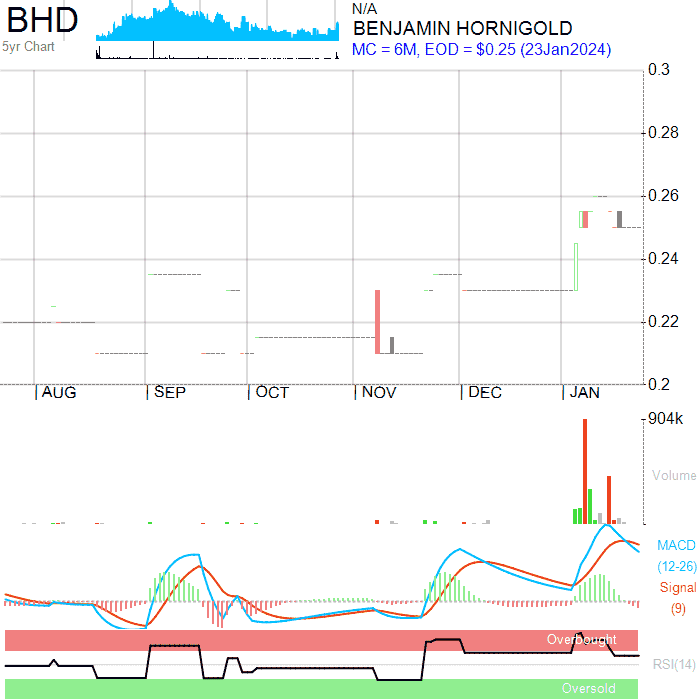 BHD
5yr Chart
N/A
BENJAMIN HORNIGOLD
MC = 6M, EOD = $0.25 (23Jan2024)
0.3
0.28
0.26
0.24
0.22
0.2
AUG SEP OCT NOV DEC JAN
904k
Volume
MACD
(12-26)
Signal
(9)
Overbought
RSI(14)
Oversold